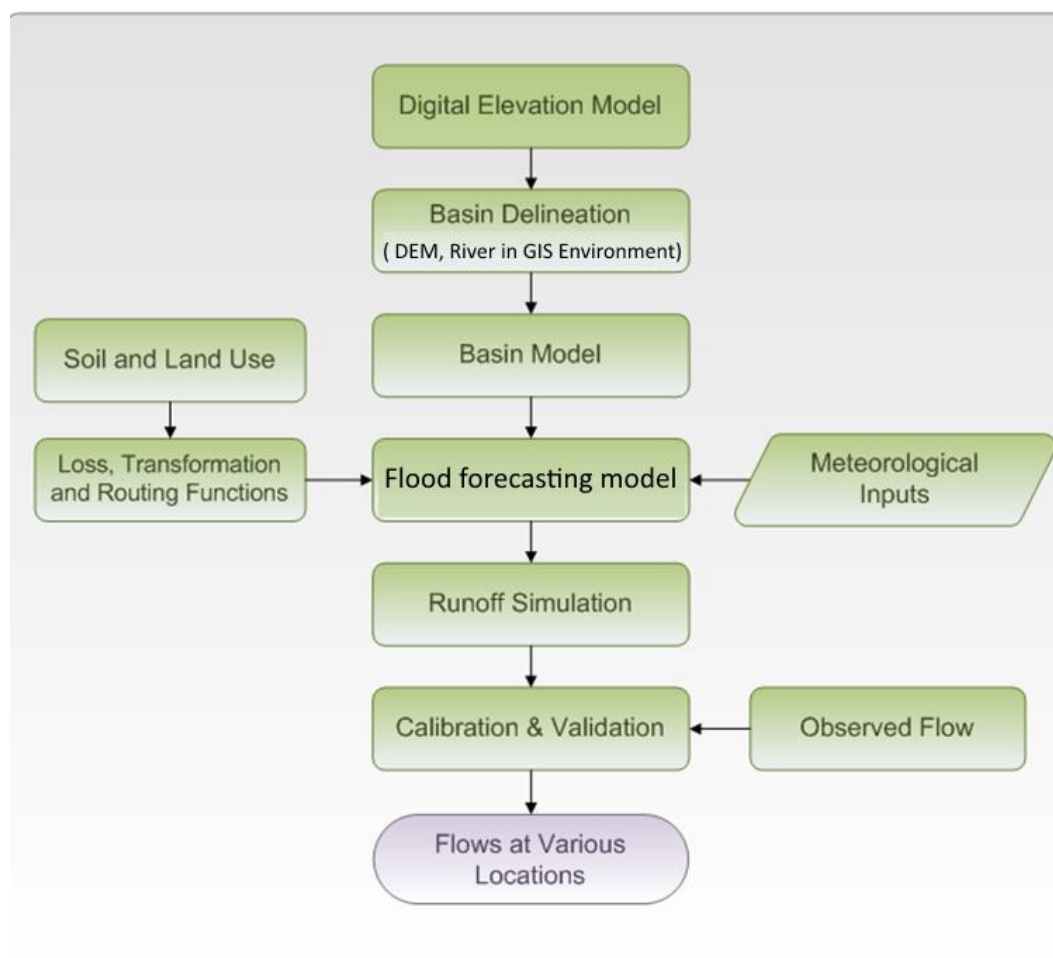 Digital Elevation Model
Basin Delineation
( DEM, River in GIS Environment)
Soil and Land Use
Basin Model
Loss, Transformation
and Routing Functions
Flood forecasting model
Meteorological
Inputs
Runoff Simulation
Calibration & Validation
Observed Flow
Flows at Various
Locations